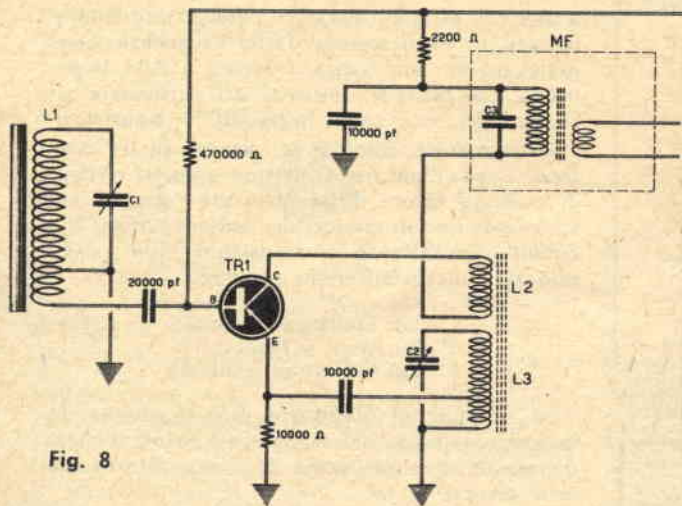 2200 Ω
MF
L1
10000 pf
C3
C1
470000 Ω
TR1
20000 pf
C
B
L2
E
C2
10000 pf
L3
10000 Ω
Fig. 8